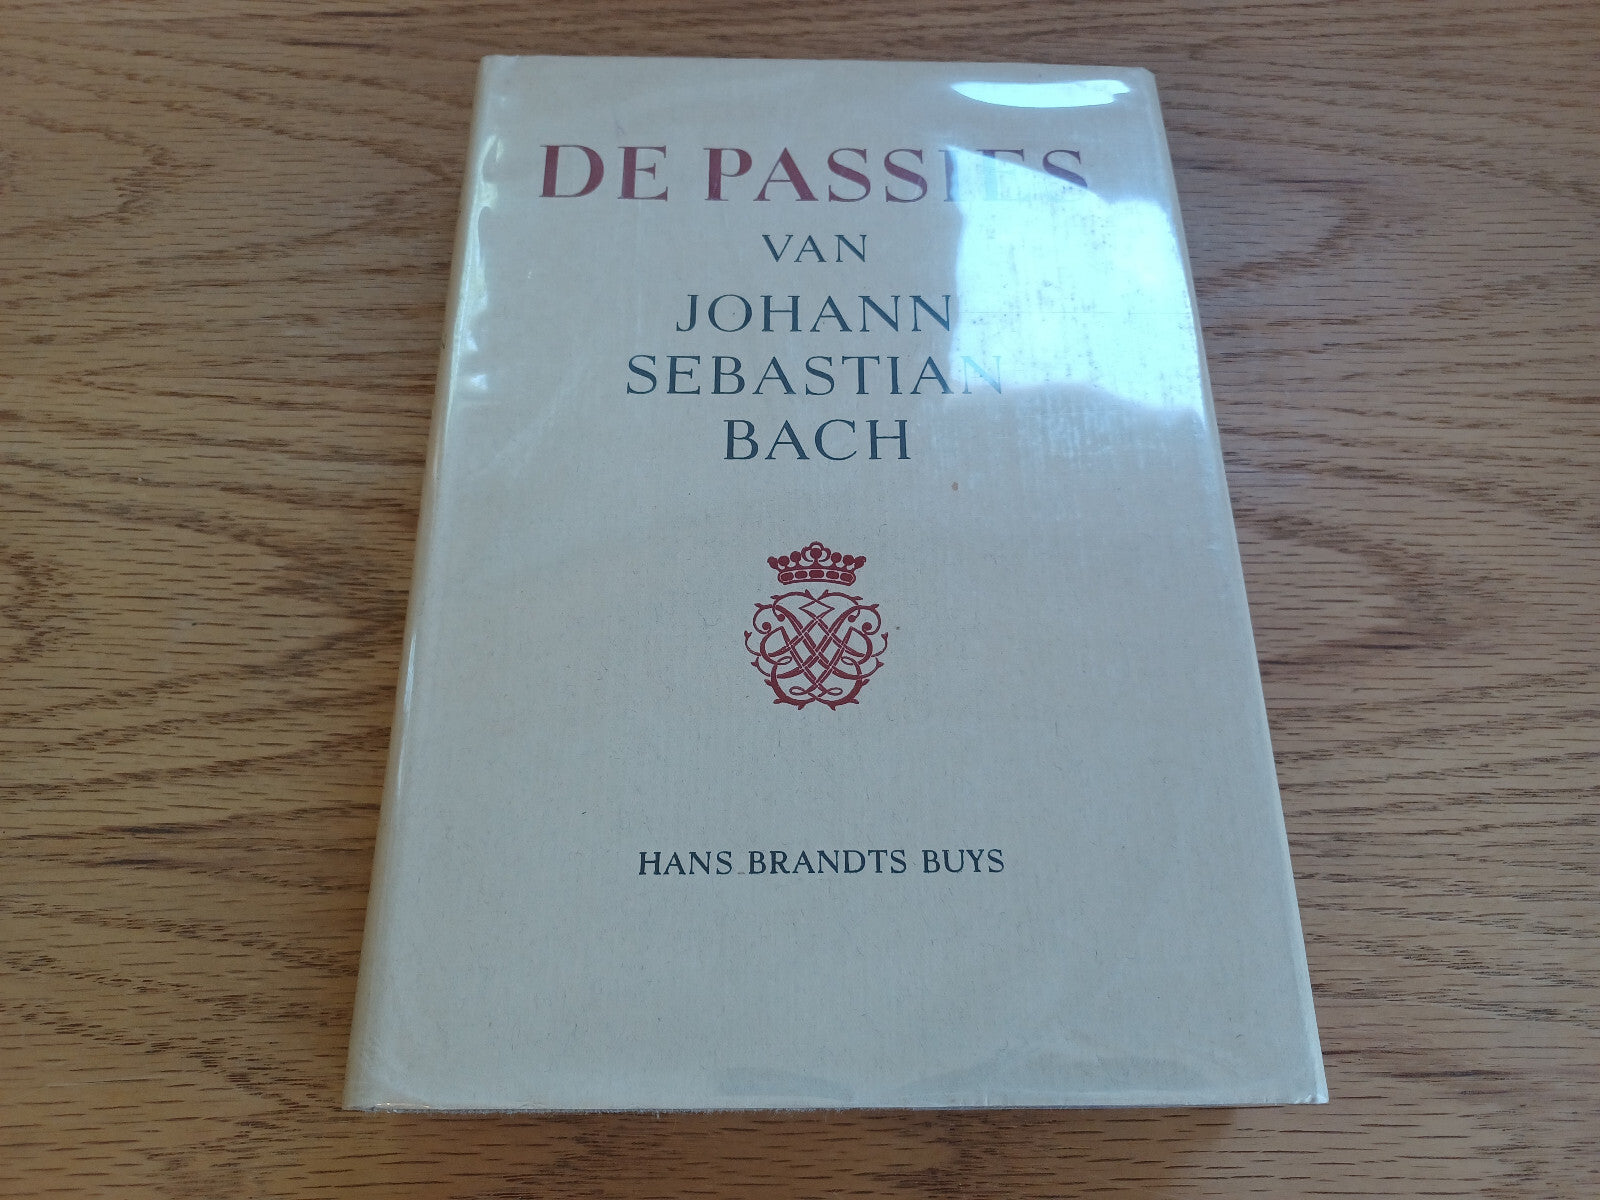 DE PASSIES
VAN
JOHANN
SEBASTIAN
BACH
HANS BRANDTS BUYS